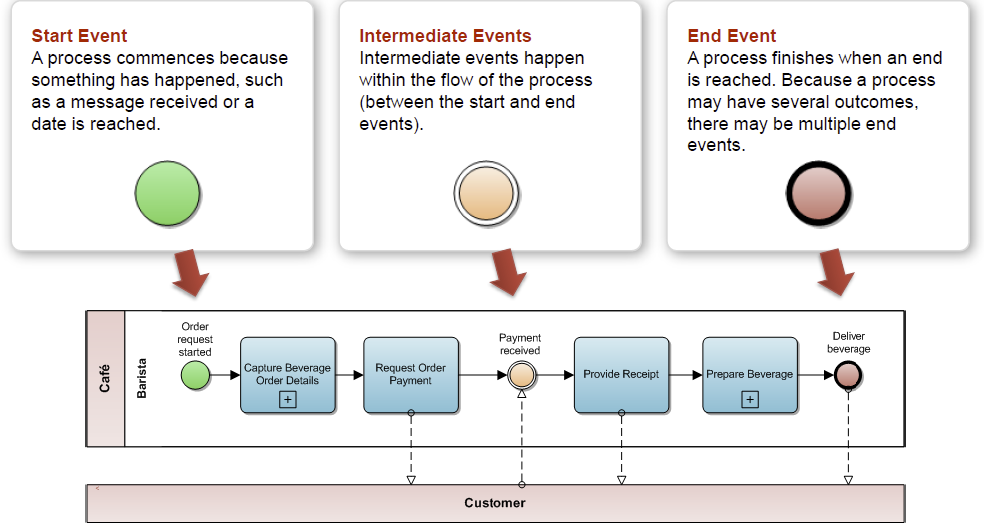 Start Event
A process commences because
something has happened, such
as a message received or a
date is reached.
Intermediate Events
Intermediate events happen
within the flow of the process
(between the start and end
events).
End Event
A process finishes when an end
is reached. Because a process
may have several outcomes,
there may be multiple end
events.
Café
Barista
Order
request
started
Capture Beverage
Order Details
+
Request Order
Payment
Payment
received
Provide Receipt
Prepare Beverage
+
Deliver
beverage
<
Customer